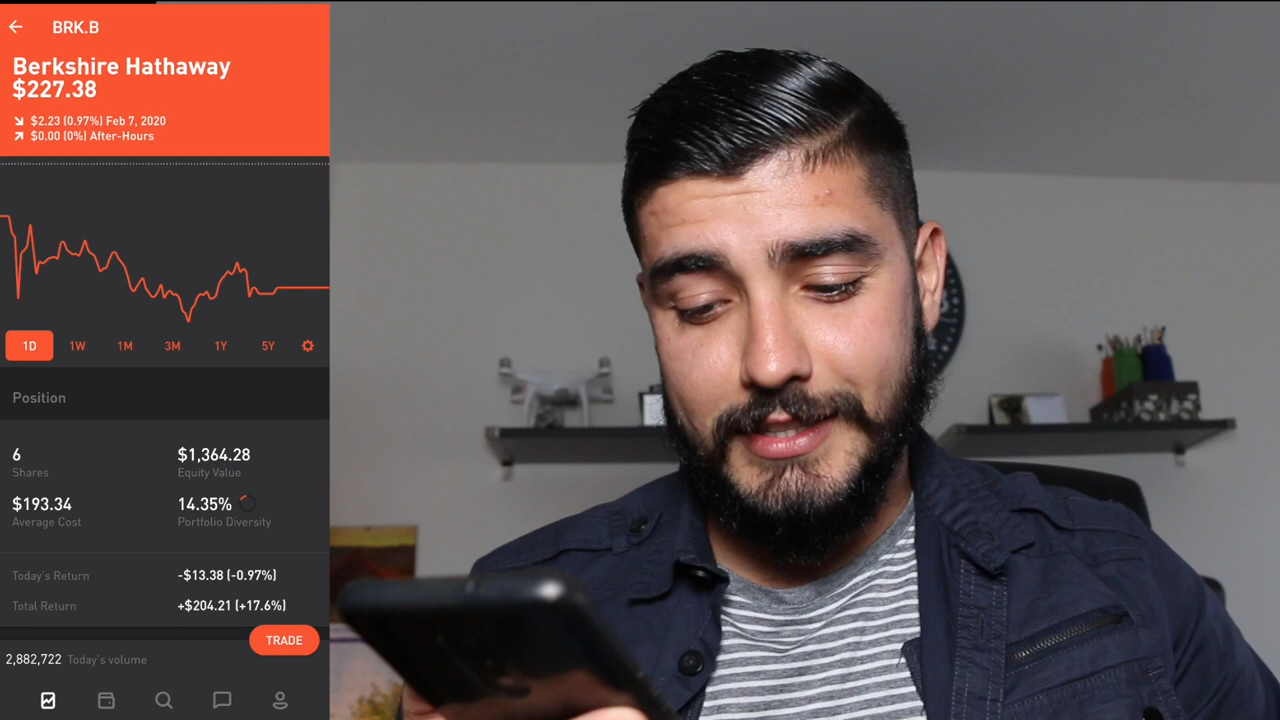 BRK.B
Berkshire Hathaway
$227.38
$2.23 (0.97%) Feb 7, 2020
$0.00 (0%) After-Hours
1D 1W 1M 3M 1Y 5Y
Position
6 $1,364.28
Shares Equity Value
$193.34 14.35%
Average Cost Portfolio Diversity
Today's Return -$13.38 (-0.97%)
Total Return +$204.21 (+17.6%)
TRADE
2,882,722 Today's volume